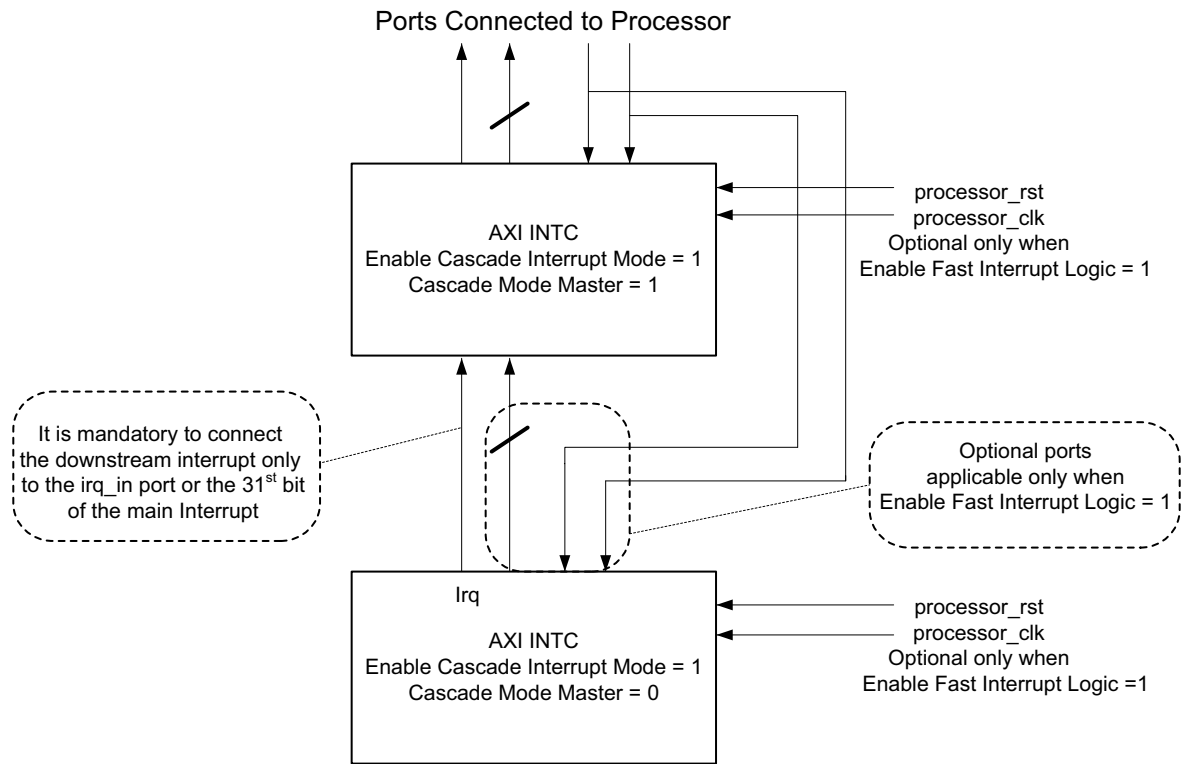 Ports Connected to Processor
processor_rst
processor_clk
Optional only when
Enable Fast Interrupt Logic = 1
AXI INTC
Enable Cascade Interrupt Mode = 1
Cascade Mode Master = 1
It is mandatory to connect
the downstream interrupt only
to the irq_in port or the 31st bit
of the main Interrupt
Optional ports
applicable only when
Enable Fast Interrupt Logic = 1
Irq
AXI INTC
Enable Cascade Interrupt Mode = 1
Cascade Mode Master = 0
processor_rst
processor_clk
Optional only when
Enable Fast Interrupt Logic =1